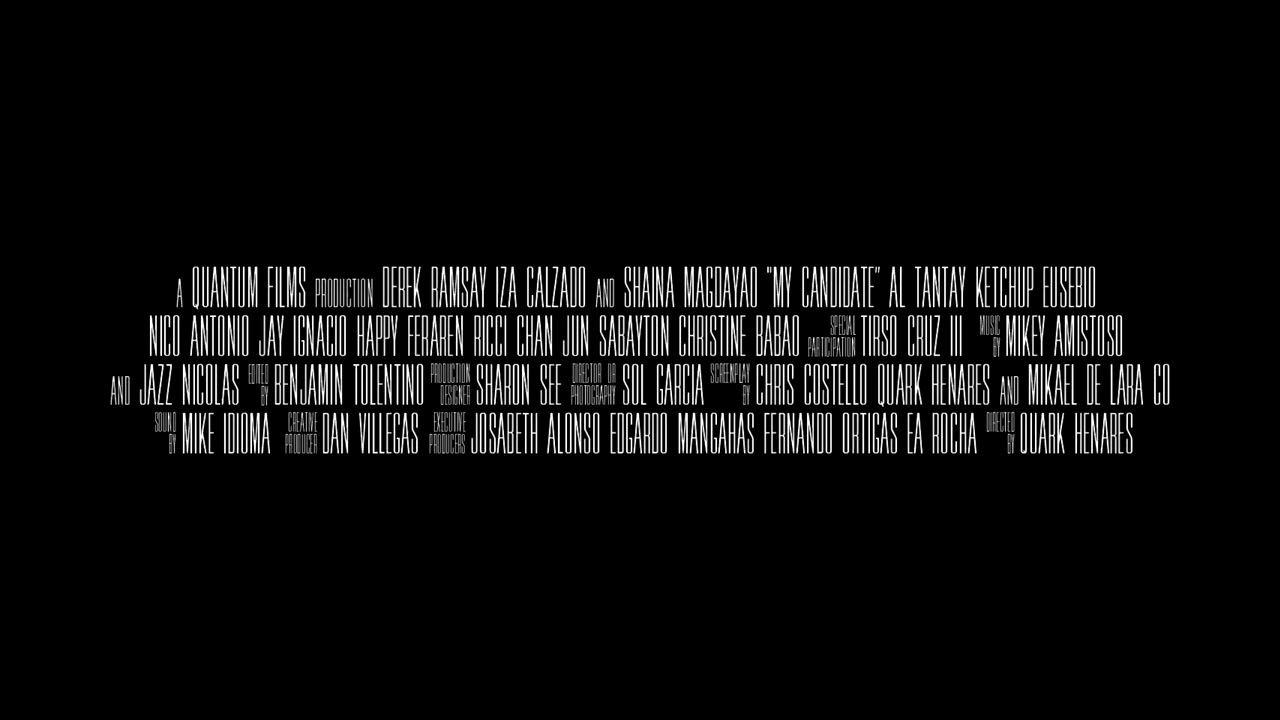 A QUANTUM FILMS PRODUCTION DEREK RAMSAY IZA CALZADO AND SHAINA MAGDAYAO "MY CANDIDATE" AL TANTAY KETCHUP EUSEBIO
NICO ANTONIO JAY IGNACIO HAPPY FERAREN RICCI CHAN JUN SABAYTON CHRISTINE BABAO SPECIAL PARTICIPATION TIRSO CRUZ III MUSIC BY MIKEY AMISTOSO
AND JAZZ NICOLAS EDITED BY BENJAMIN TOLENTINO PRODUCTION DESIGNER SHARON SEE DIRECTOR OR PHOTOGRAPHY SOL GARCIA SCREENPLAY BY CHRIS COSTELLO QUARK HENARES AND MIKAEL DE LARA CO
SOUND BY MIKE IDIOMA CREATIVE PRODUCER DAN VILLEGAS EXECUTIVE PRODUCERS JOSABETH ALONSO EDGARDO MANGAHAS FERNANDO ORTIGAS EA ROCHA DIRECTED BY QUARK HENARES